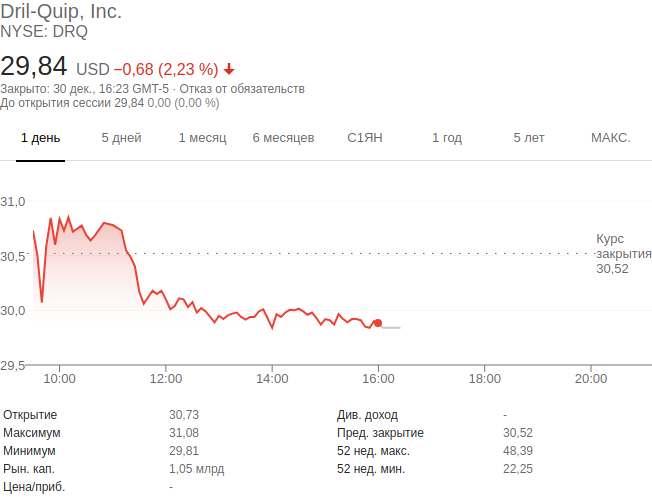 Dril-Quip, Inc.
NYSE: DRQ
29,84 USD −0,68 (2,23 %)
Закрыто: 30 дек., 16:23 GMT-5 · Отказ от обязательств
До открытия сессии 29,84 0,00 (0,00 %)
1 день 5 дней 1 месяц 6 месяцев С1ЯН 1 год 5 лет МАКС.
31,0
Курс
30,5 закрытия
30,52
30,0
29,5
10:00 12:00 14:00 16:00 18:00 20:00
Открытие 30,73 Див. доход -
Максимум 31,08 Пред. закрытие 30,52
Минимум 29,81 52 нед. макс. 48,39
Рын. кап. 1,05 млрд 52 нед. мин. 22,25
Цена/приб. -